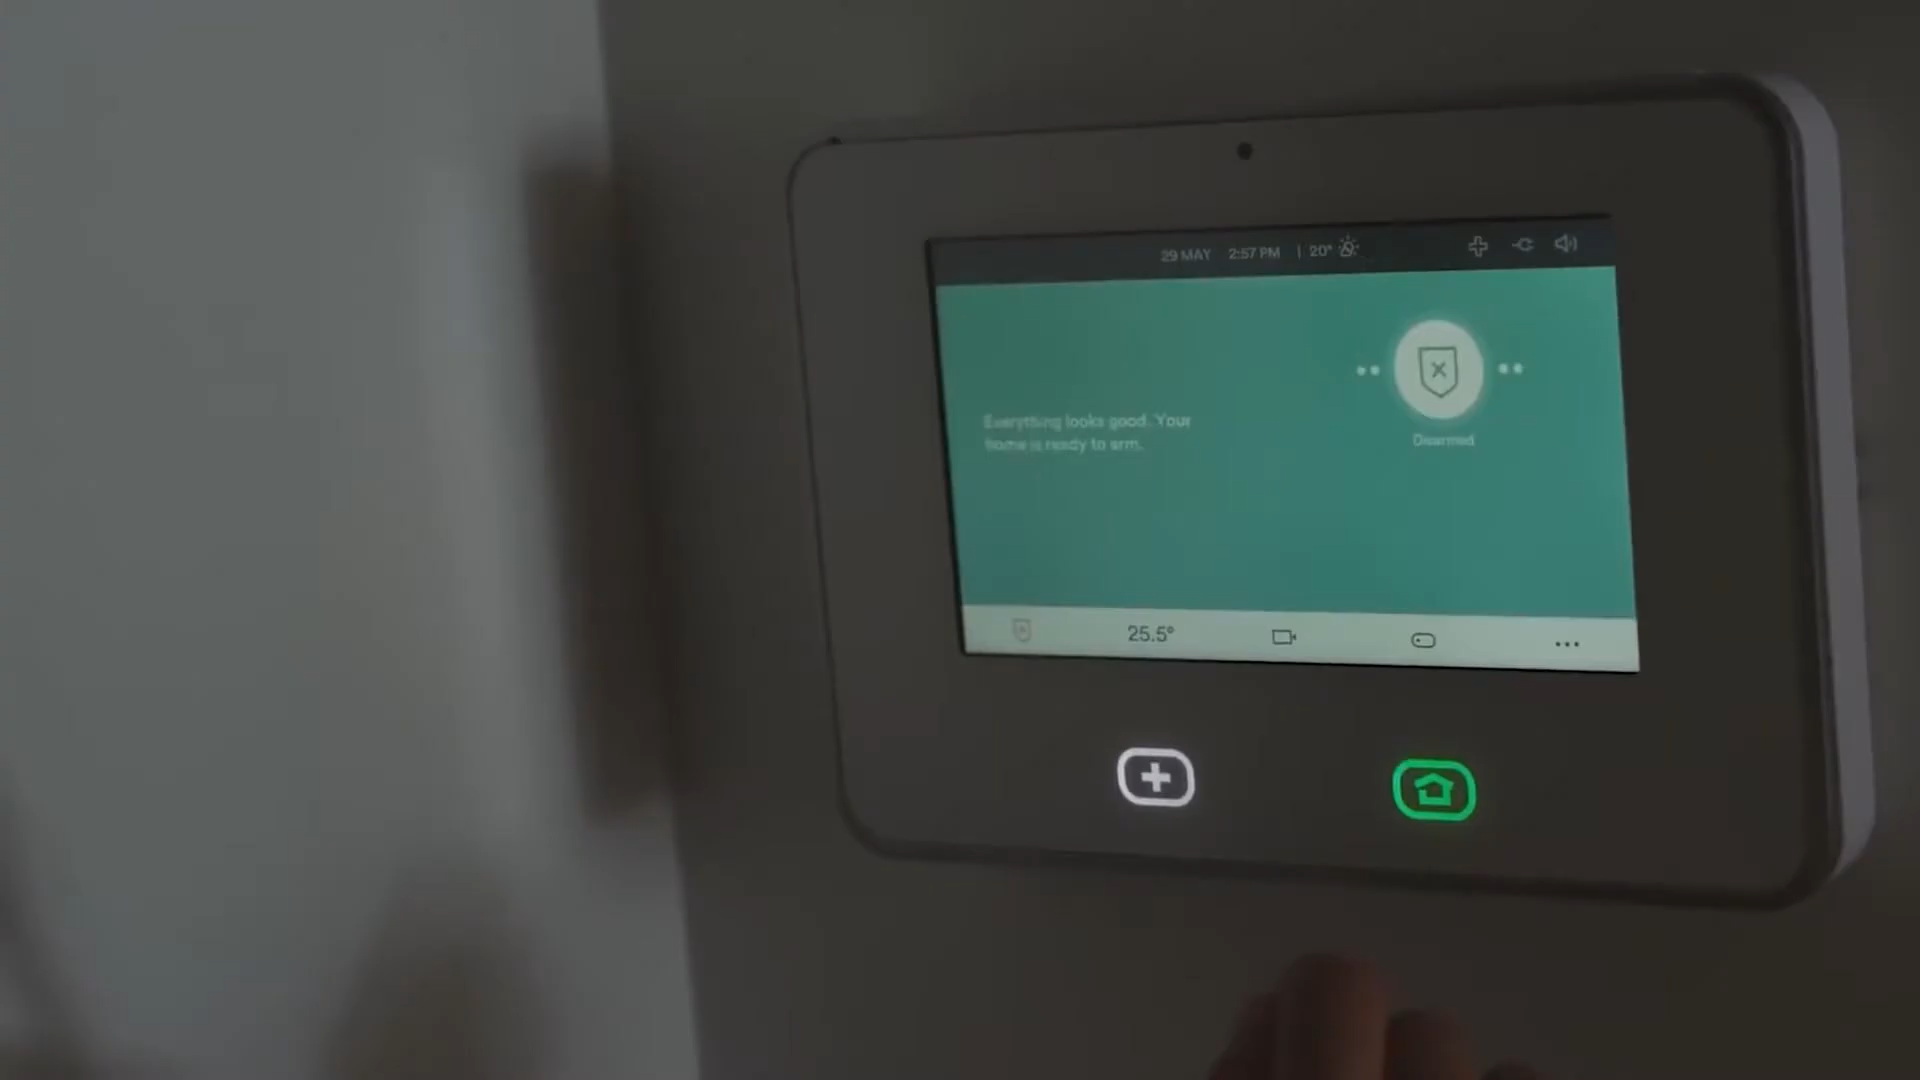 29 MAY 2:57 PM | 20°
Everything looks good. Your
home is ready to arm.
Disarmed
25.5°